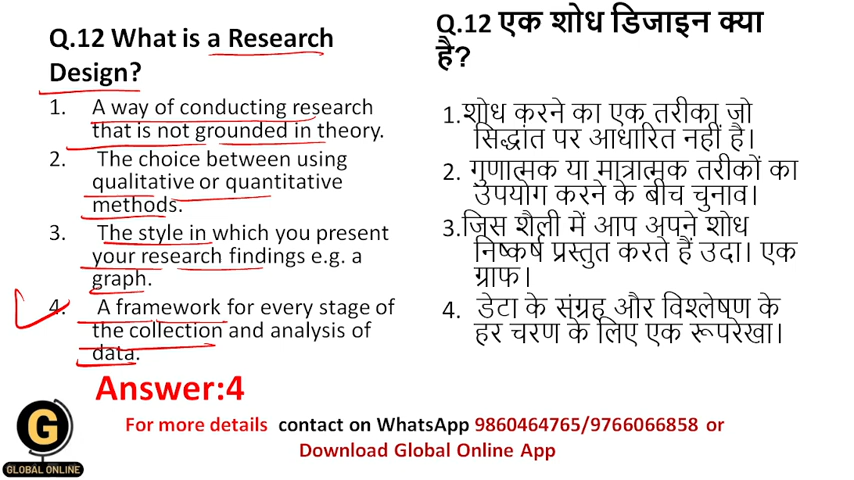 Q.12 What is a Research
Design?
1. A way of conducting research
that is not grounded in theory.
2. The choice between using
qualitative or quantitative
methods.
3. The style in which you present
your research findings e.g. a
graph.
4. A framework for every stage of
the collection and analysis of
data.
Answer:4
Q.12 एक शोध डिजाइन क्या
है?
1.शोध करने का एक तरीका जो
सिद्धांत पर आधारित नहीं है।
2. गुणात्मक या मात्रात्मक तरीकों का
उपयोग करने के बीच चुनाव।
3.जिस शैली में आप अपने शोध
निष्कर्ष प्रस्तुत करते हैं उदा। एक
ग्राफ।
4. डेटा के संग्रह और विश्लेषण के
हर चरण के लिए एक रूपरेखा।
For more details contact on WhatsApp 9860464765/9766066858 or
Download Global Online App
G
GLOBAL ONLINE